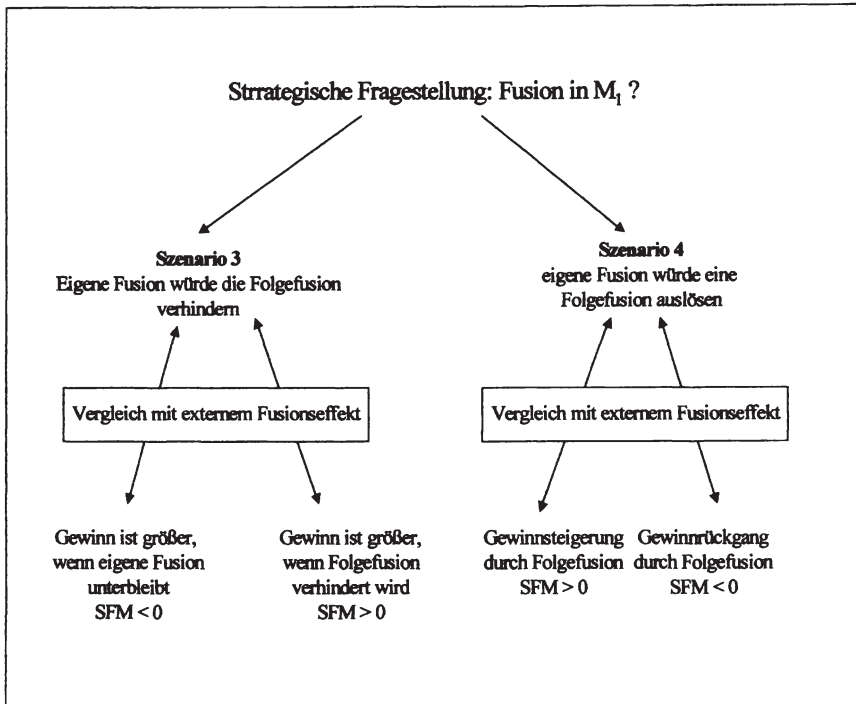 Strrategische Fragestellung: Fusion in M₁ ?
Szenario 3
Eigene Fusion würde die Folgefusion
verhindern
Szenario 4
eigene Fusion würde eine
Folgefusion auslösen
Vergleich mit externem Fusionseffekt
Vergleich mit externem Fusionseffekt
Gewinn ist größer,
wenn eigene Fusion
unterbleibt
SFM < 0
Gewinn ist größer,
wenn Folgefusion
verhindert wird
SFM > 0
Gewinnsteigerung
durch Folgefusion
SFM > 0
Gewinnrückgang
durch Folgefusion
SFM < 0